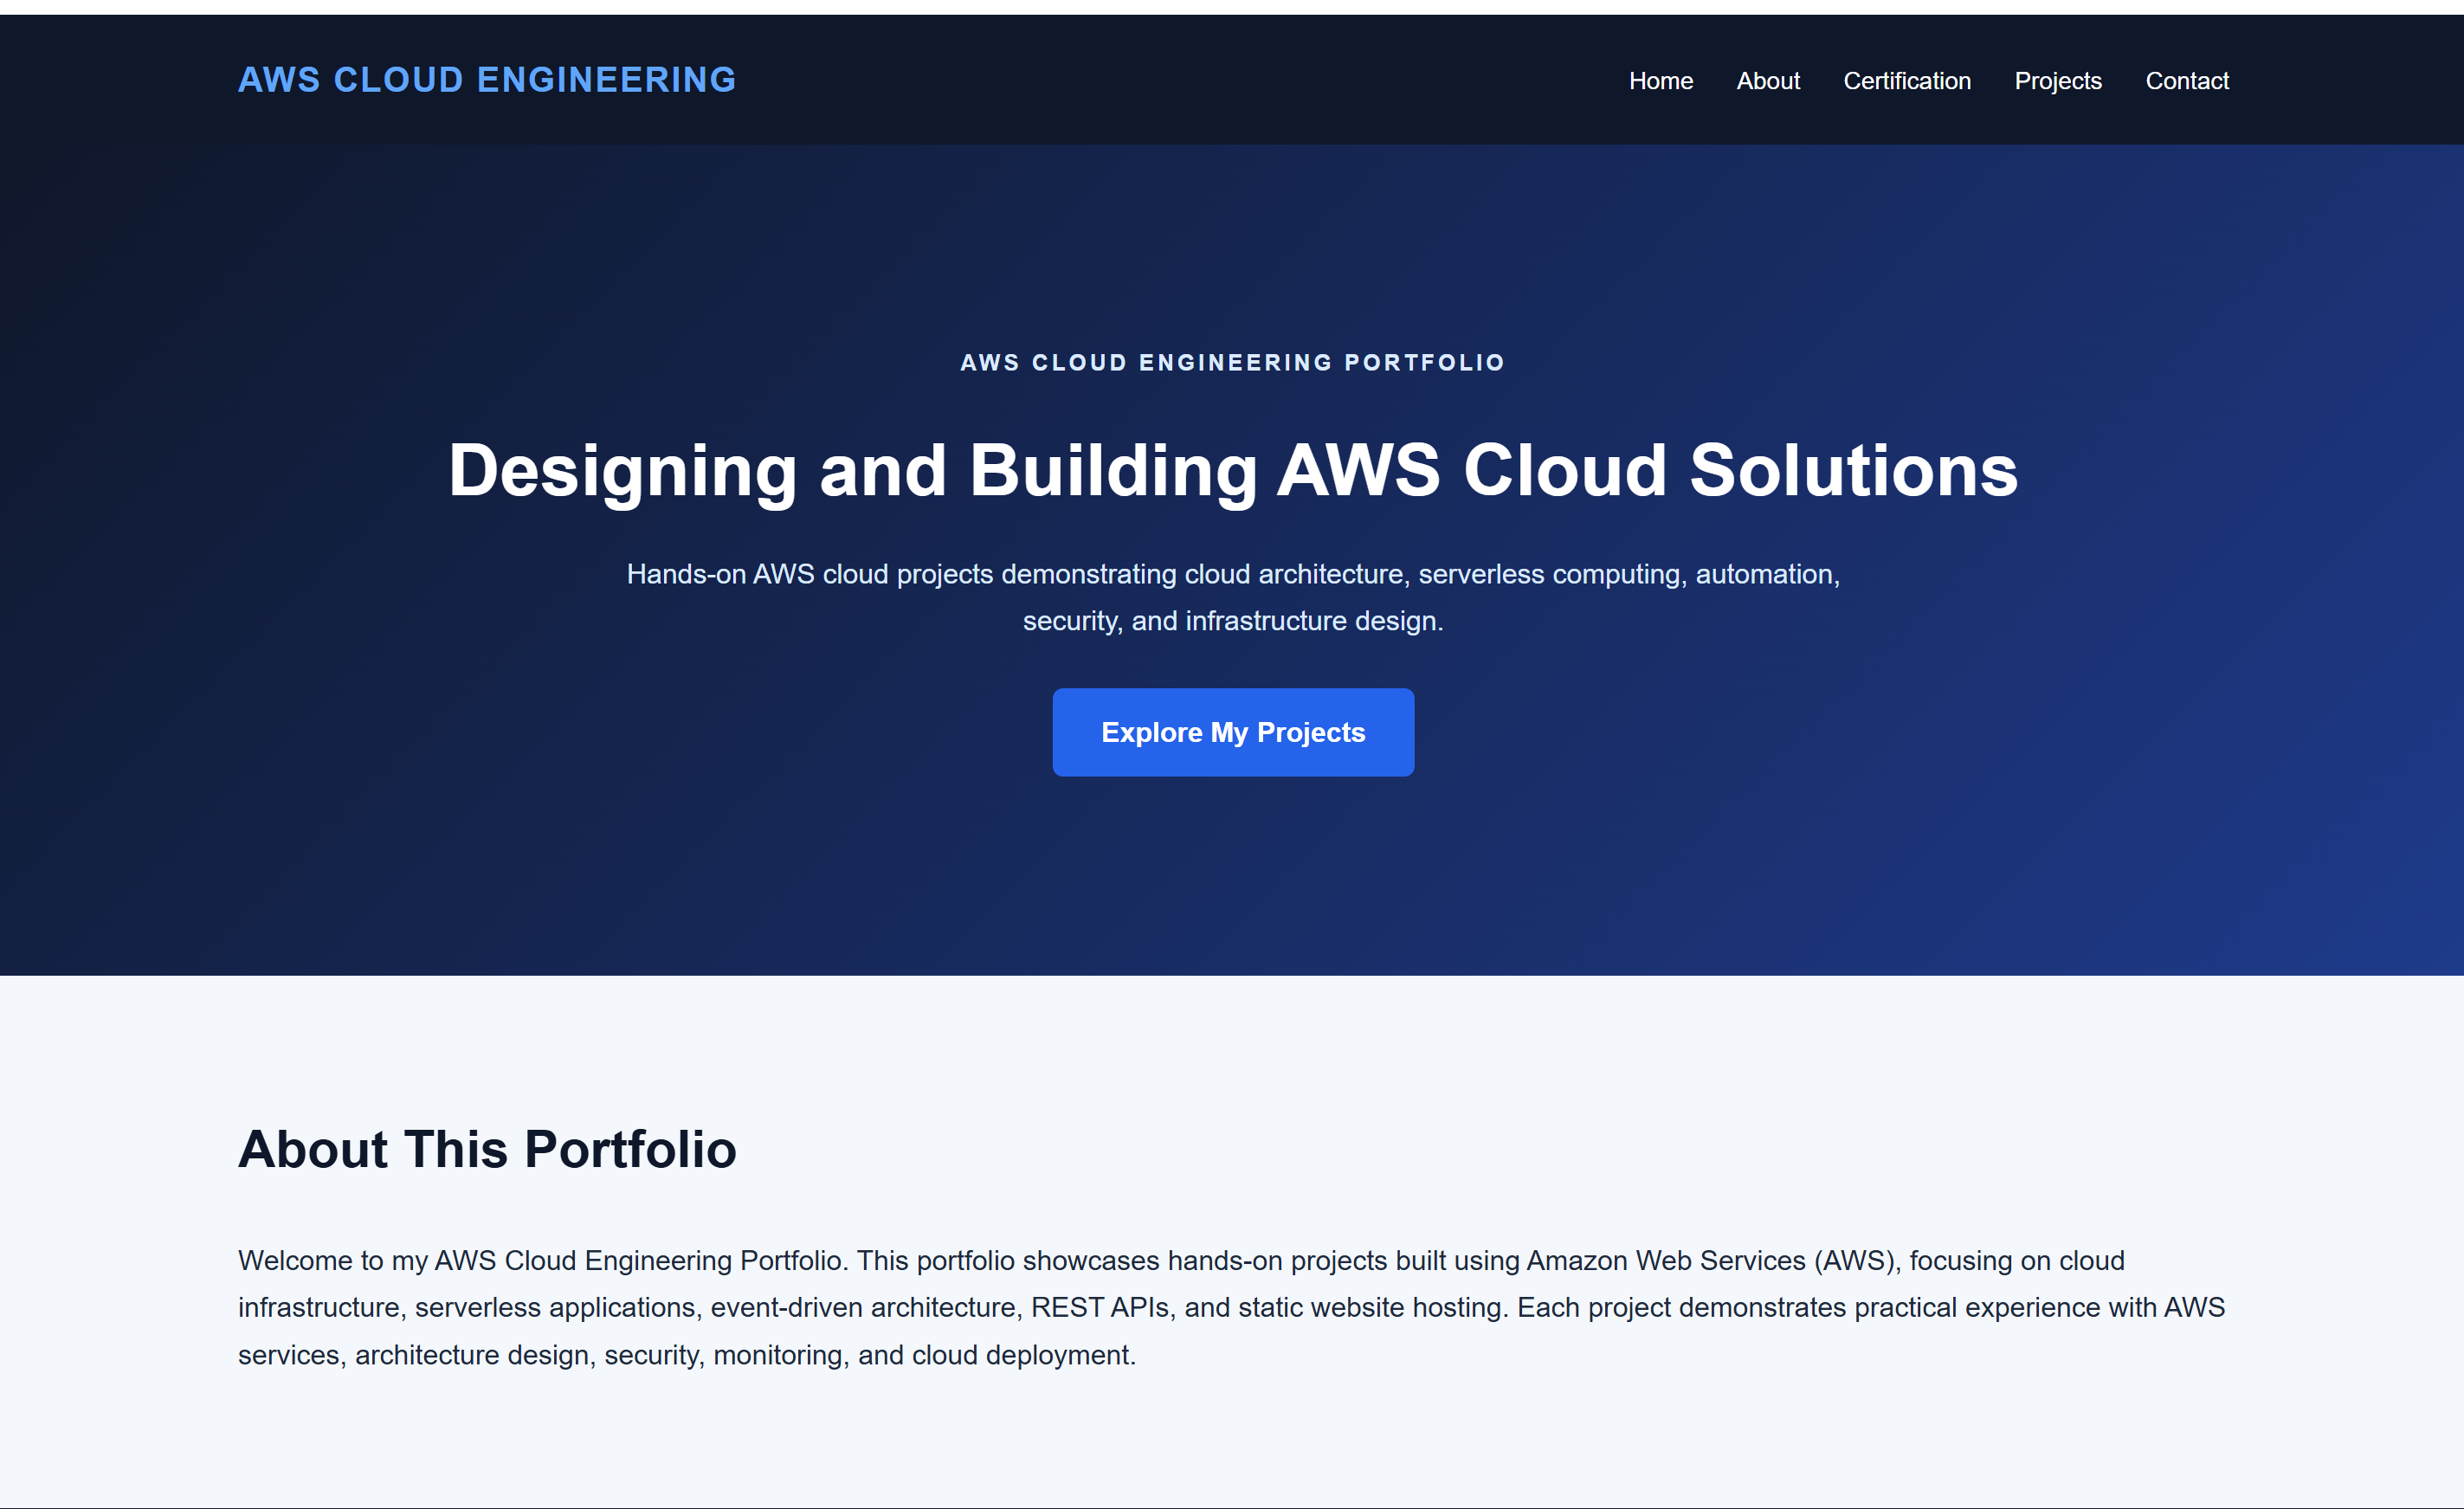 AWS CLOUD ENGINEERING
Home About Certification Projects Contact
AWS CLOUD ENGINEERING PORTFOLIO
Designing and Building AWS Cloud Solutions
Hands-on AWS cloud projects demonstrating cloud architecture, serverless computing, automation,
security, and infrastructure design.
Explore My Projects
About This Portfolio
Welcome to my AWS Cloud Engineering Portfolio. This portfolio showcases hands-on projects built using Amazon Web Services (AWS), focusing on cloud
infrastructure, serverless applications, event-driven architecture, REST APIs, and static website hosting. Each project demonstrates practical experience with AWS
services, architecture design, security, monitoring, and cloud deployment.